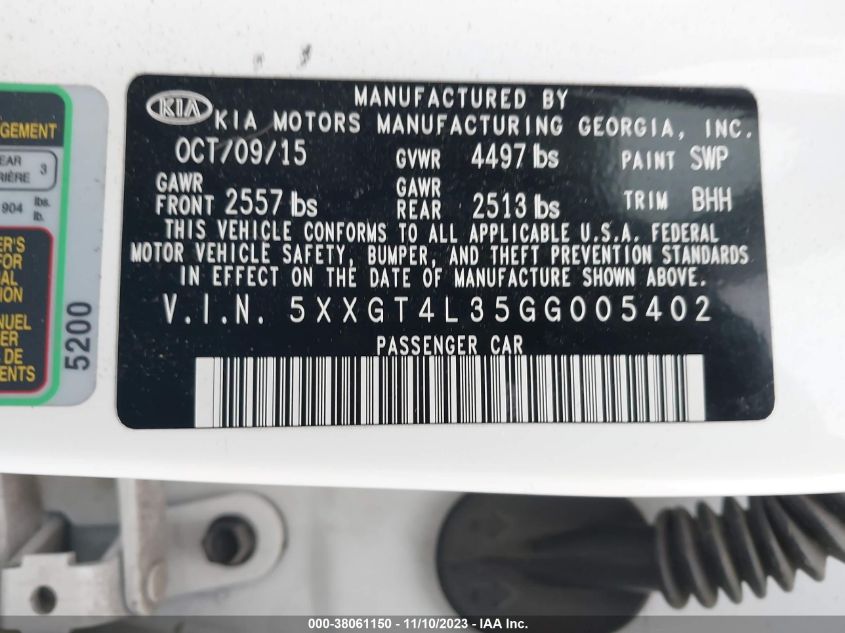 GEMENT
EAR
RIÈRE 3
904 lbs.
lb.
ER'S
FOR
AL
TION
NUEL
DE
ENTS
5200
KIA
MANUFACTURED BY
KIA MOTORS MANUFACTURING GEORGIA, INC.
OCT/09/15 GVWR 4497 lbs PAINT SWP
GAWR FRONT 2557 lbs GAWR REAR 2513 lbs TRIM BHH
THIS VEHICLE CONFORMS TO ALL APPLICABLE U.S.A. FEDERAL
MOTOR VEHICLE SAFETY, BUMPER, AND THEFT PREVENTION STANDARDS
IN EFFECT ON THE DATE OF MANUFACTURE SHOWN ABOVE.
V.I.N. 5XXGT4L35GG005402
PASSENGER CAR
000-38061150 - 11/10/2023 - IAA Inc.